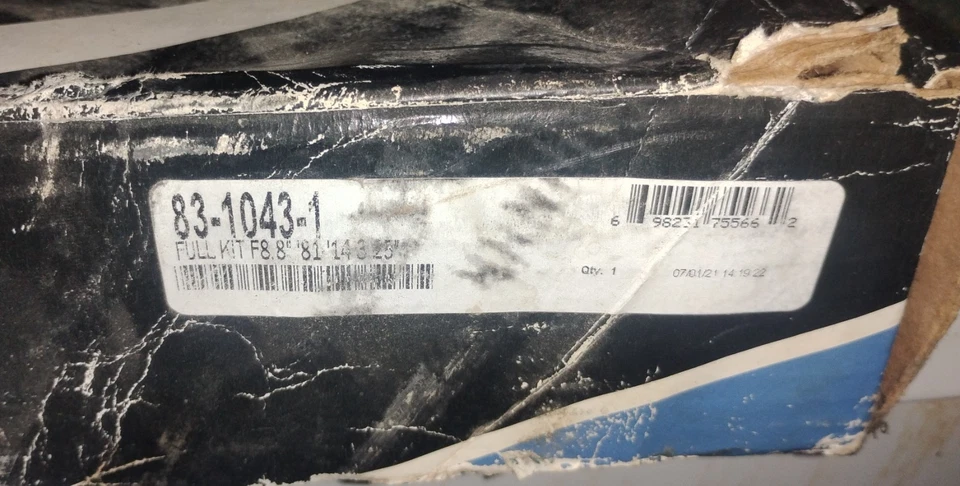 83-1043-1
FULL KIT F8.8" '81-'14 3.25"
6 98231 75566 2
Qty. 1
07/01/21 14:19:22